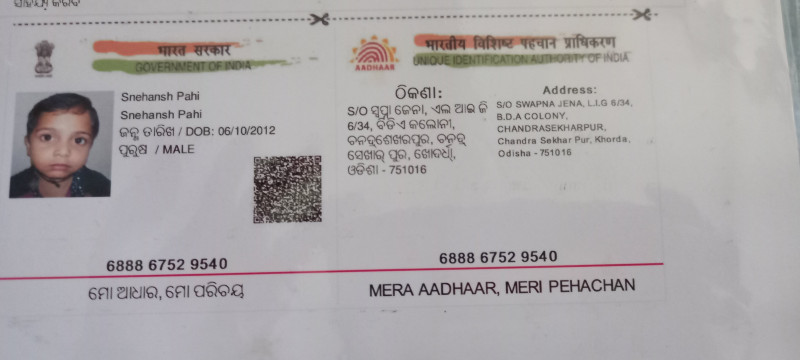 भारत सरकार
GOVERNMENT OF INDIA
Snehansh Pahi
Snehansh Pahi
ଜନ୍ମ ତାରିଖ / DOB: 06/10/2012
ପୁରୁଷ / MALE
6888 6752 9540
ମୋ ଆଧାର, ମୋ ପରିଚୟ
भारतीय विशिष्ट पहचान प्राधिकरण
AADHAAR
UNIQUE IDENTIFICATION AUTHORITY OF INDIA
ଠିକଣା:
S/O ସ୍ୱପ୍ନା ଜେନା, ଏଲ ଆଇ ଜି
6/34, ବିଡିଏ କଲୋନୀ,
ଚନ୍ଦ୍ରଶେଖରପୁର, ଚନ୍ଦ୍ର
ସେଖାର୍ ପୁର, ଖୋର୍ଦ୍ଧା,
ଓଡିଶା - 751016
Address:
S/O SWAPNA JENA, L.I.G 6/34,
B.D.A COLONY,
CHANDRASEKHARPUR,
Chandra Sekhar Pur, Khorda,
Odisha - 751016
6888 6752 9540
MERA AADHAAR, MERI PEHACHAN